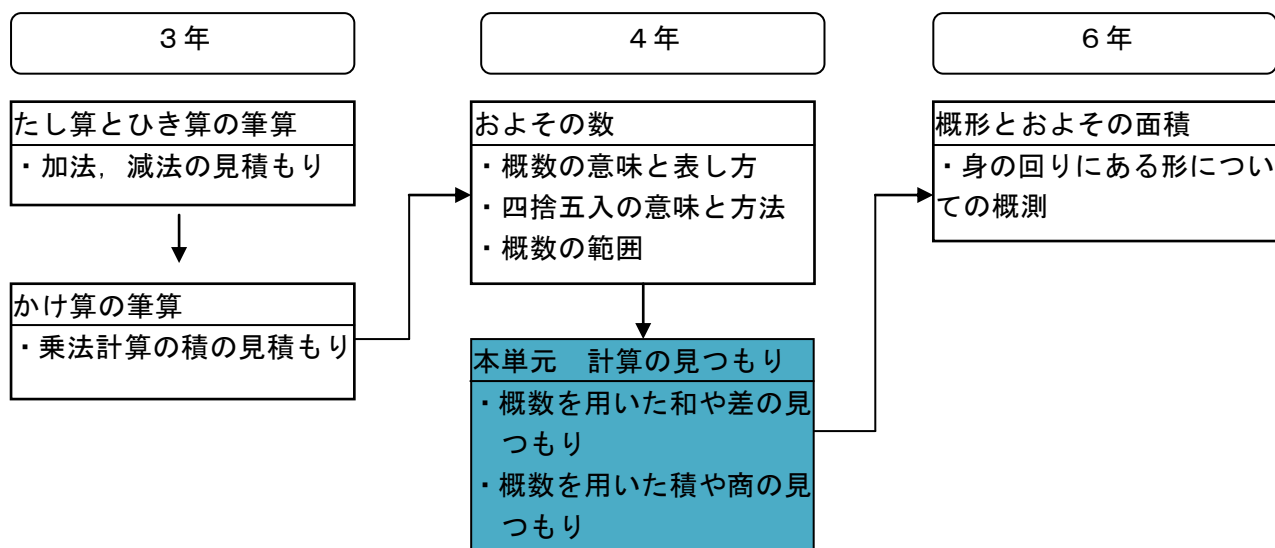 ３年
４年
６年
たし算とひき算の筆算
・加法，減法の見積もり
かけ算の筆算
・乗法計算の積の見積もり
およその数
・概数の意味と表し方
・四捨五入の意味と方法
・概数の範囲
本単元　計算の見つもり
・概数を用いた和や差の見
つもり
・概数を用いた積や商の見
つもり
概形とおよその面積
・身の回りにある形につい
ての概測